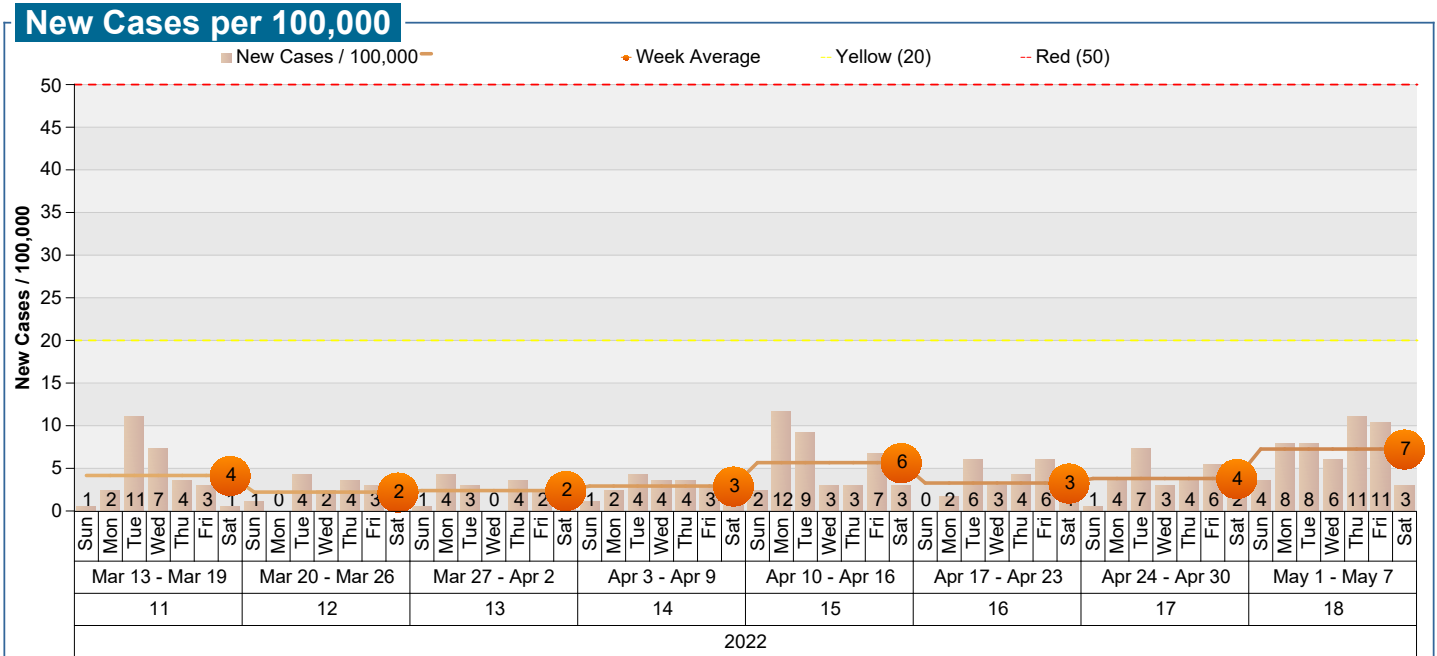 New Cases per 100,000
New Cases / 100,000 Week Average Yellow (20) Red (50)
50
45
40
35
30
25
20
15
10
5
0
New Cases / 100,000
4 2 2 3 6 3 4 7
1 2 11 7 4 3 1 1 0 4 2 4 3 1 4 3 0 4 2 1 2 4 4 4 3 2 12 9 3 3 7 3 0 2 6 3 4 6 1 4 7 3 4 6 2 4 8 8 6 11 11 3
Sun Mon Tue Wed Thu Fri Sat Sun Mon Tue Wed Thu Fri Sat Sun Mon Tue Wed Thu Fri Sat Sun Mon Tue Wed Thu Fri Sat Sun Mon Tue Wed Thu Fri Sat Sun Mon Tue Wed Thu Fri Sat Sun Mon Tue Wed Thu Fri Sat Sun Mon Tue Wed Thu Fri Sat
Mar 13 - Mar 19 Mar 20 - Mar 26 Mar 27 - Apr 2 Apr 3 - Apr 9 Apr 10 - Apr 16 Apr 17 - Apr 23 Apr 24 - Apr 30 May 1 - May 7
11 12 13 14 15 16 17 18
2022